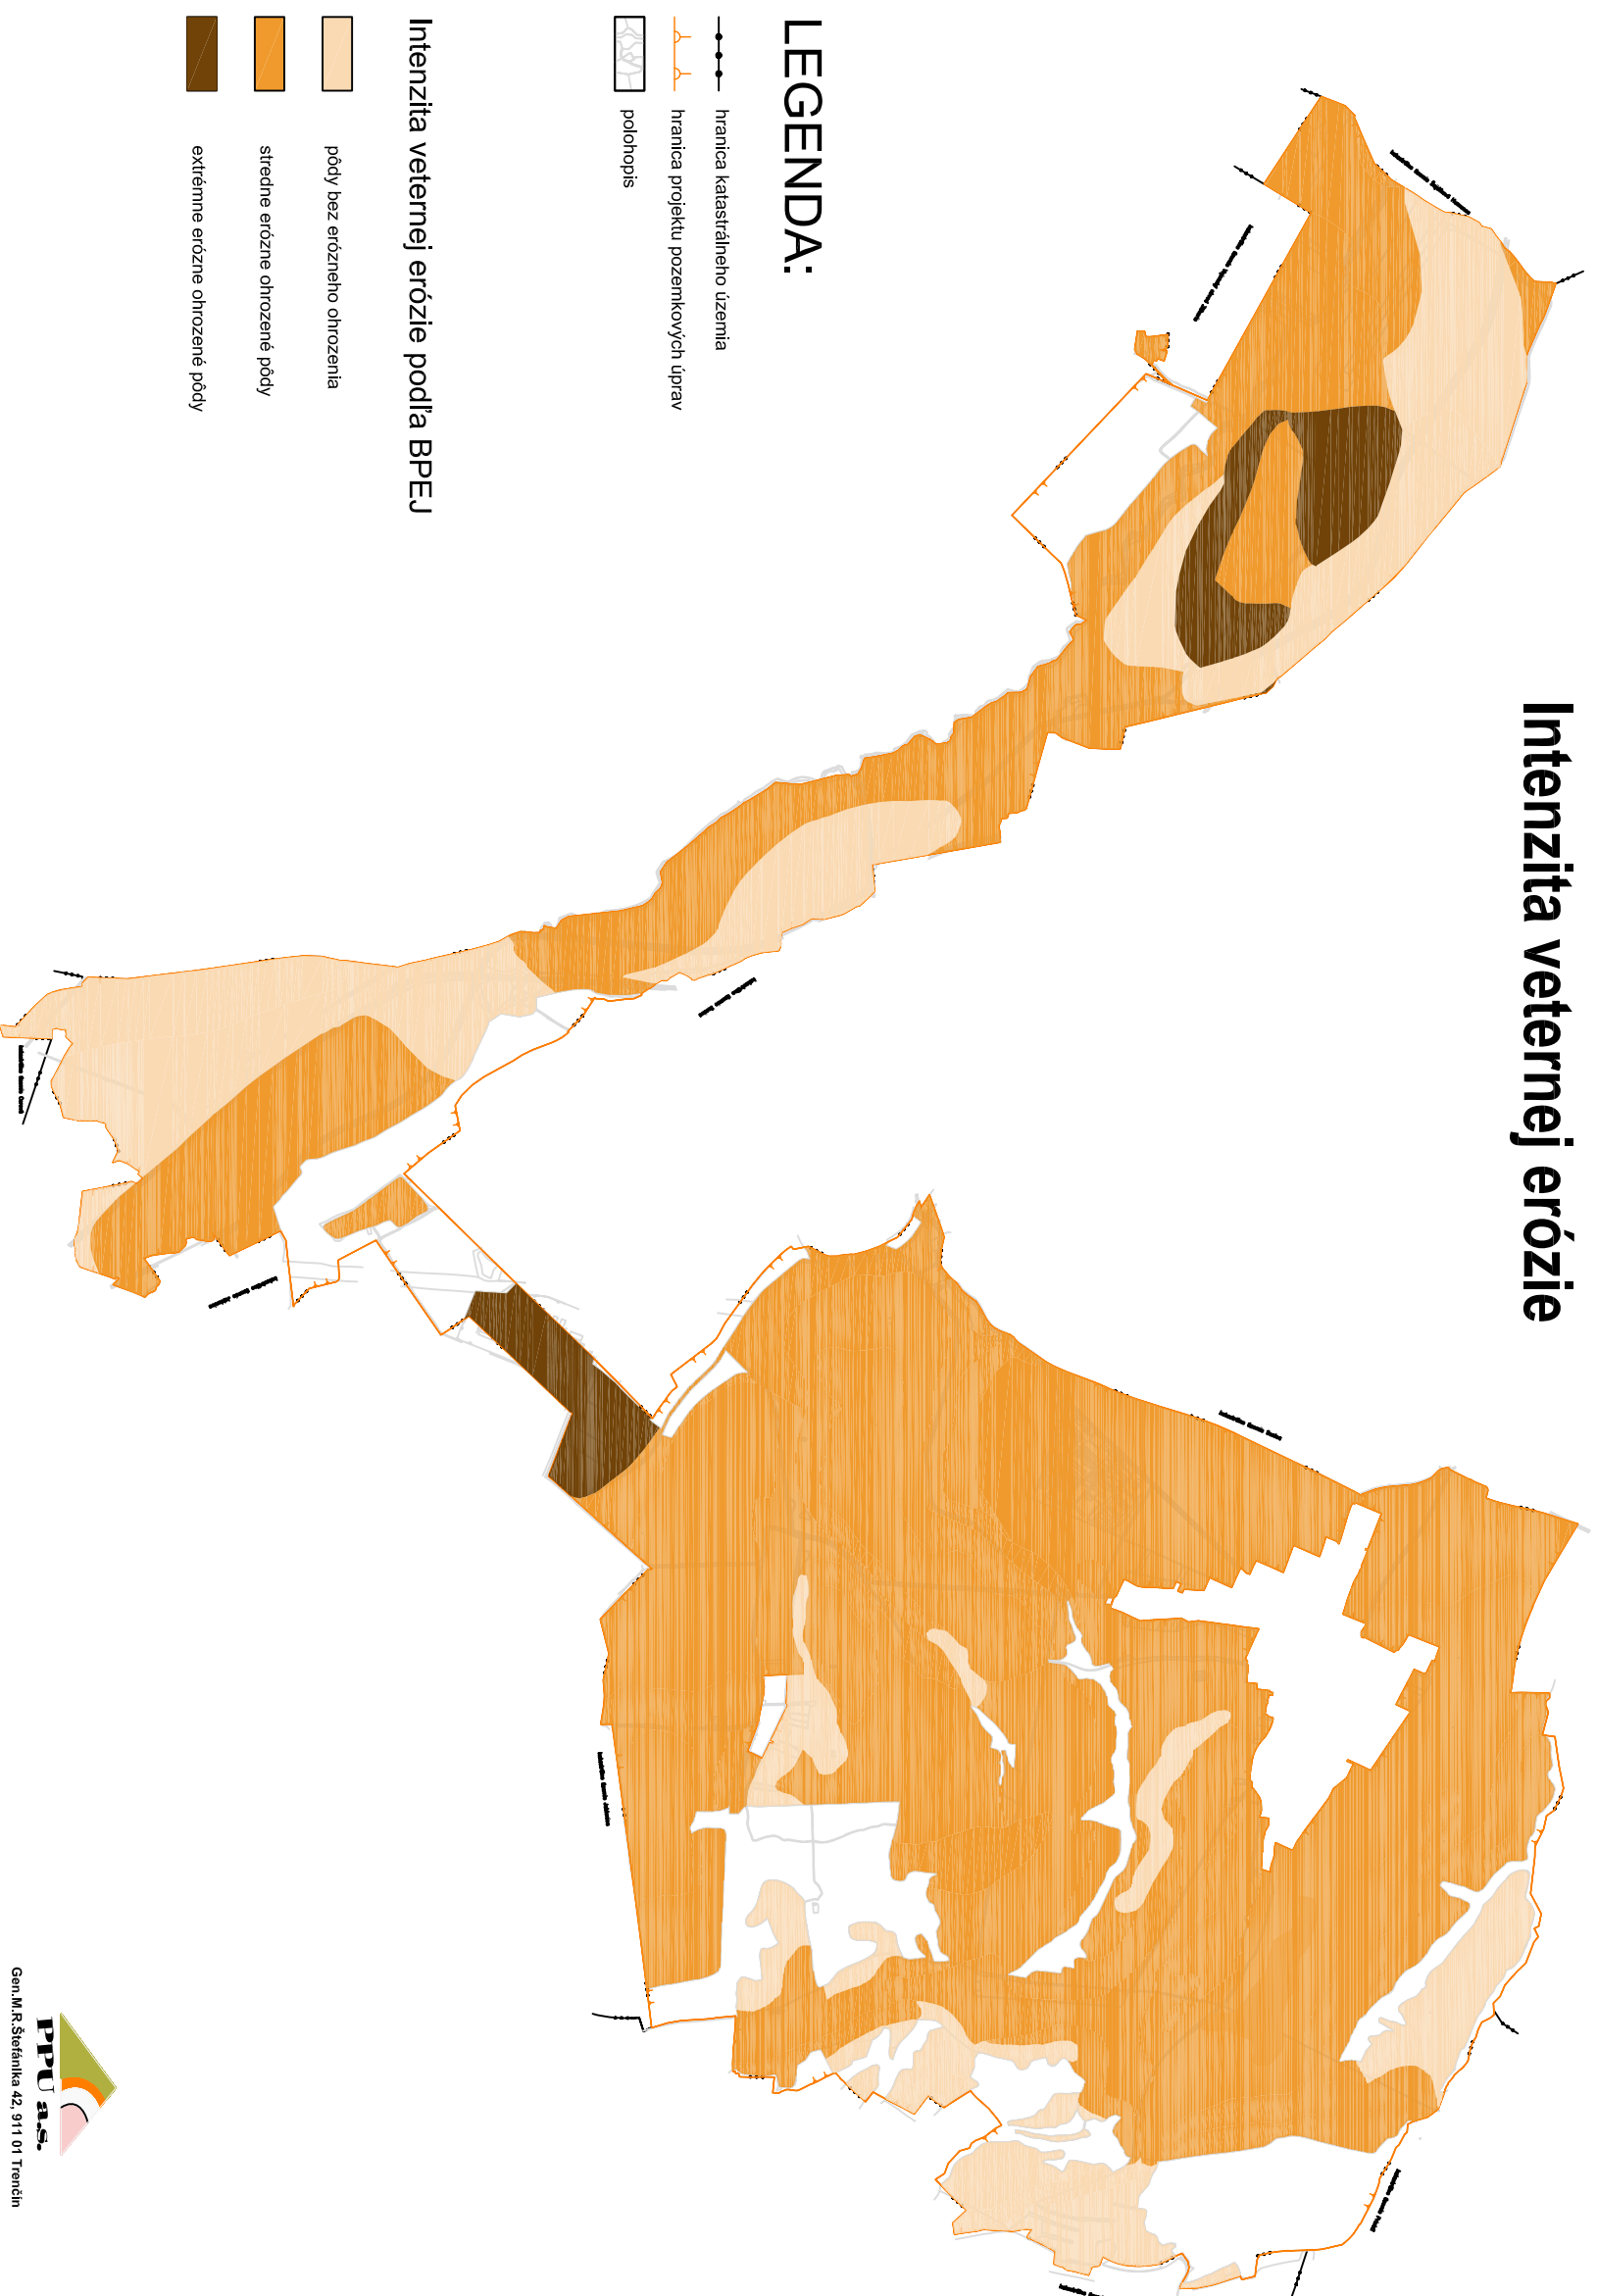 Intenzita veternej erózie
LEGENDA:
hranica katastrálneho územia
hranica projektu pozemkových úprav
polohopis
Intenzita veternej erózie podľa BPEJ
pôdy bez erózneho ohrozenia
stredne erózne ohrozené pôdy
extrémne erózne ohrozené pôdy
PPU a.s.
Gen.M.R.Štefánika 42, 911 01 Trenčín